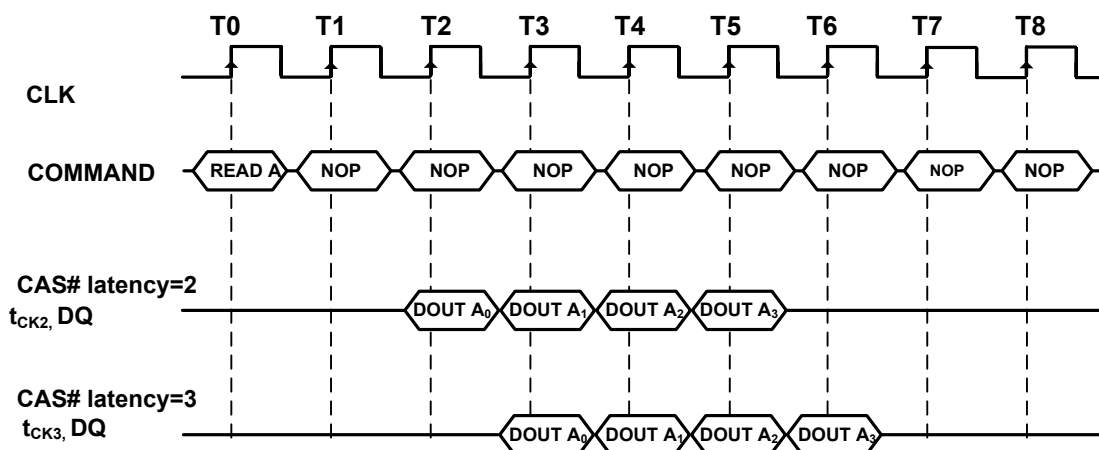 T0 T1 T2 T3 T4 T5 T6 T7 T8
CLK
COMMAND READ A NOP NOP NOP NOP NOP NOP NOP NOP
CAS# latency=2
tCK2, DQ DOUT A0 DOUT A1 DOUT A2 DOUT A3
CAS# latency=3
tCK3, DQ DOUT A0 DOUT A1 DOUT A2 DOUT A3